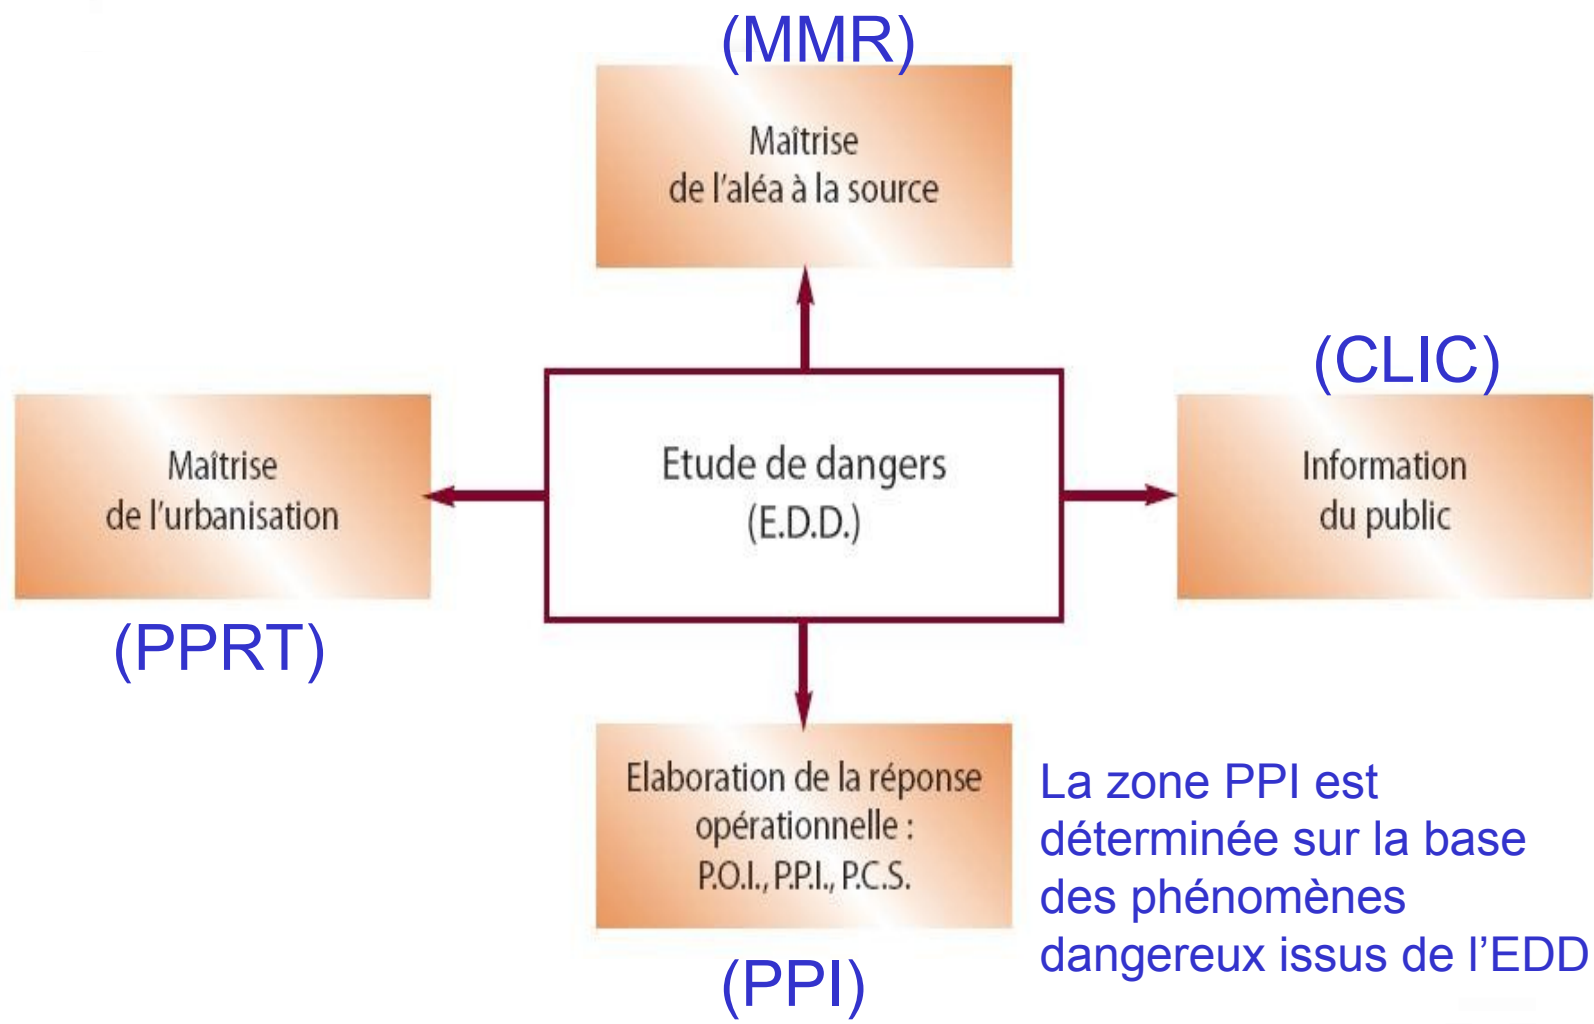 (MMR)
Maîtrise
de l'aléa à la source
(CLIC)
Maîtrise
de l'urbanisation
(PPRT)
Etude de dangers
(E.D.D.)
Information
du public
Elaboration de la réponse
opérationnelle :
P.O.I., P.P.I., P.C.S.
(PPI)
La zone PPI est
déterminée sur la base
des phénomènes
dangereux issus de l’EDD